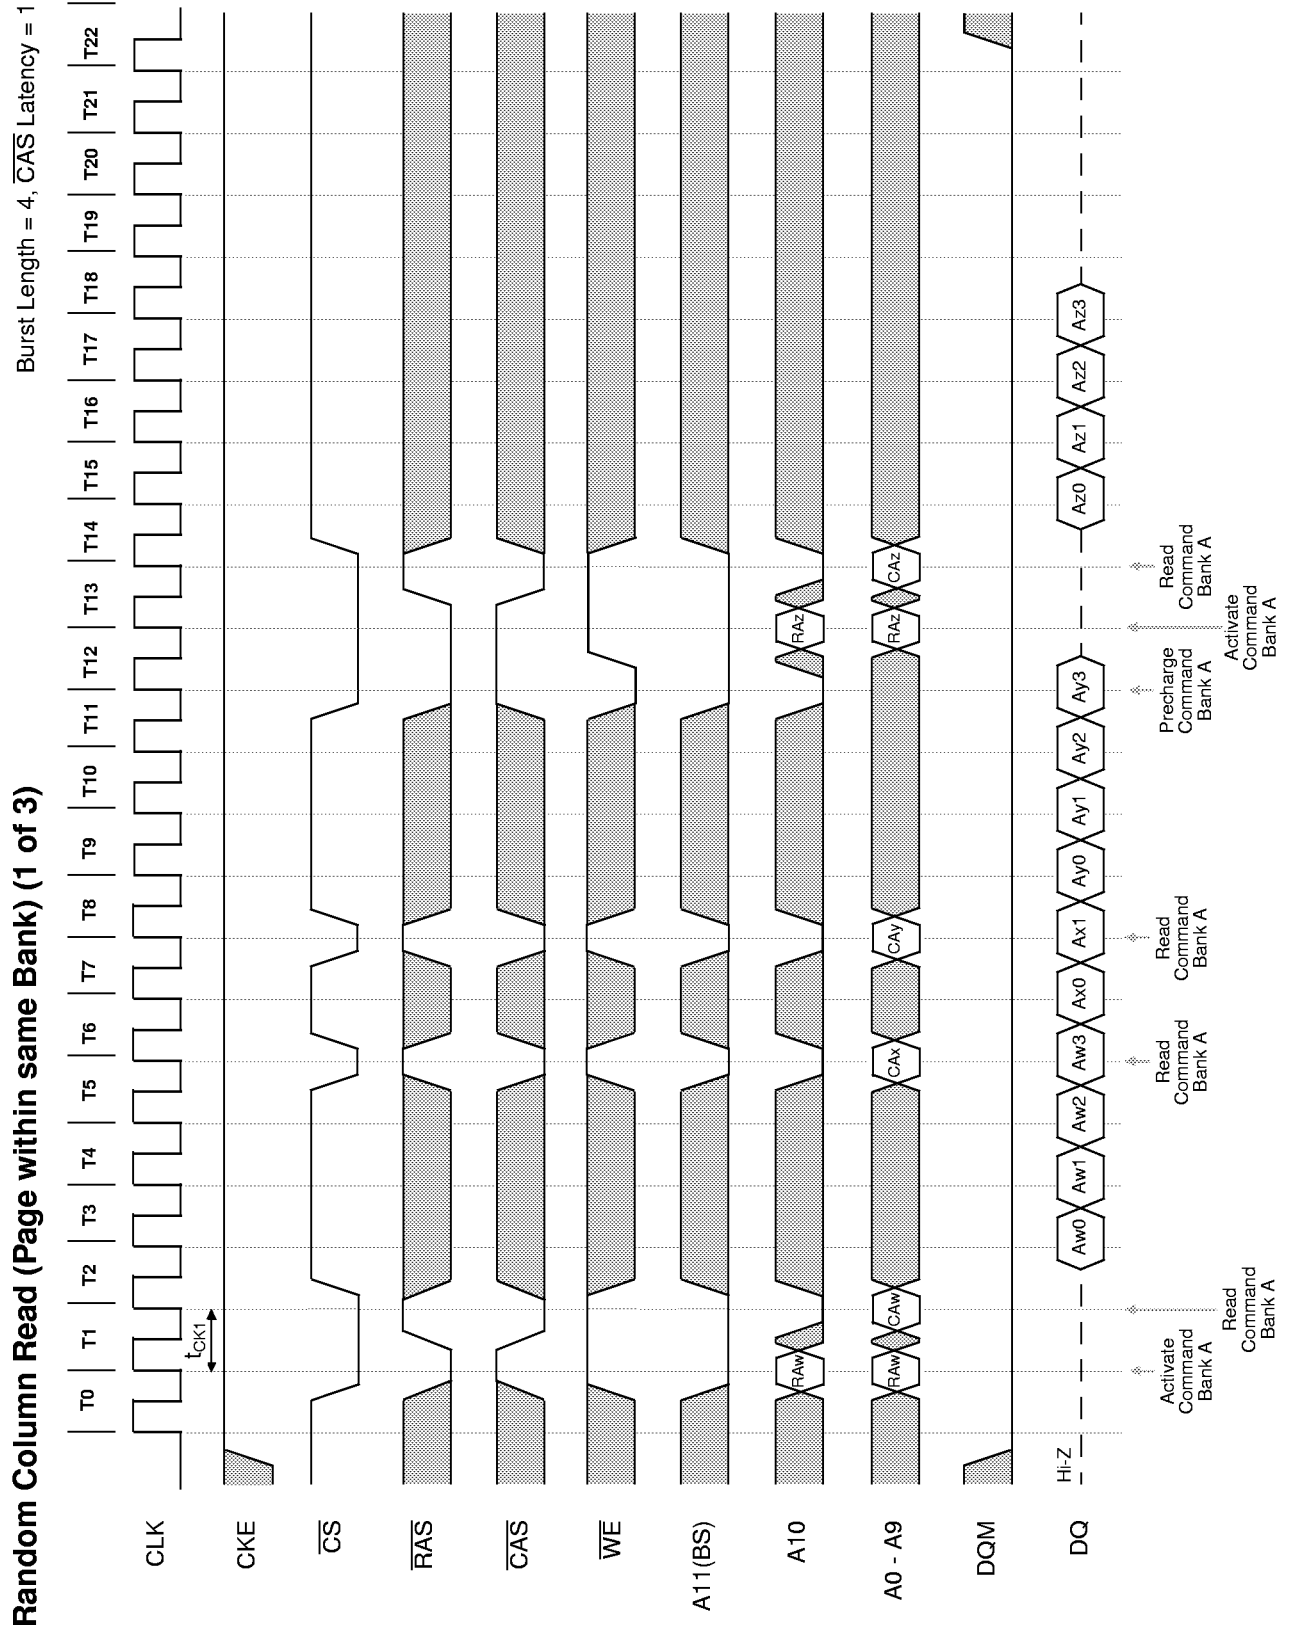 Random Column Read (Page within same Bank) (1 of 3)
Burst Length = 4, CAS Latency = 1
T0 T1 T2 T3 T4 T5 T6 T7 T8 T9 T10 T11 T12 T13 T14 T15 T16 T17 T18 T19 T20 T21 T22
CLK
tCK1
CKE
CS
RAS
CAS
WE
A11(BS)
A10
RAw RAz
A0 - A9
RAw CAw CAx CAy RAz CAz
DQM
DQ
Hi-Z
Aw0 Aw1 Aw2 Aw3 Ax0 Ax1 Ay0 Ay1 Ay2 Ay3 Az0 Az1 Az2 Az3
Activate
Command
Bank A
Read
Command
Bank A
Read
Command
Bank A
Read
Command
Bank A
Precharge
Command
Bank A
Activate
Command
Bank A
Read
Command
Bank A